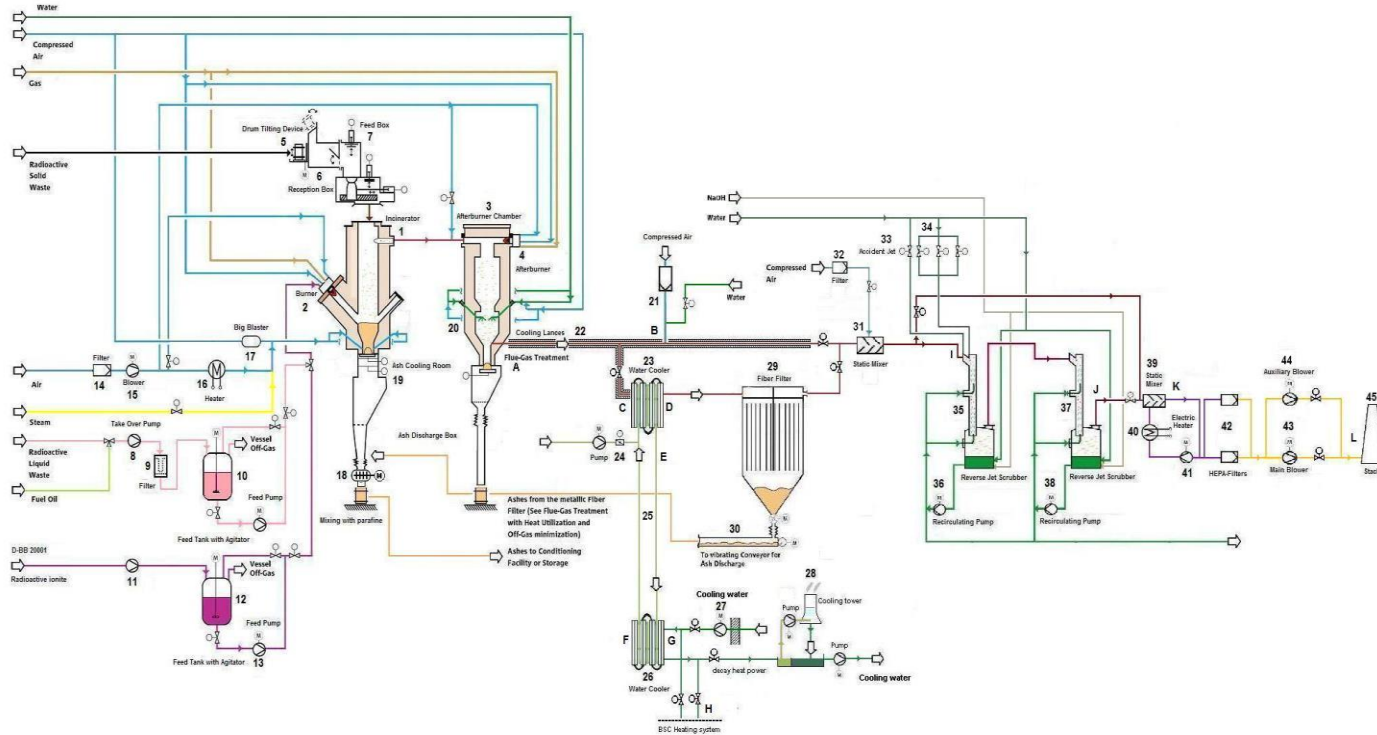 Water
Compressed
Air
Gas
Radioactive
Solid
Waste
Drum Tilting Device
5
6
Feed Box
7
M
Reception Box
Incinerator
1
3
Afterburner Chamber
4
Afterburner
Burner
2
Big Blaster
17
Filter
14
Air
Blower
15
M
16
Heater
Ash Cooling Room
19
20
Cooling Lances
Flue-Gas Treatment
A
22
Steam
Take Over Pump
M
8
Radioactive
Liquid
Waste
9
Filter
Fuel Oil
M
Vessel
Off-Gas
10
Feed Pump
M
Feed Tank with Agitator
Ash Discharge Box
18
M
Mixing with parafine
Ashes from the metallic Fiber
Filter (See Flue-Gas Treatment
with Heat Utilization and
Off-Gas minimization)
Ashes to Conditioning
Facility or Storage
D-BB 20001
Radioactive ionite
11
M
Vessel
Off-Gas
12
Feed Pump
M
13
Feed Tank with Agitator
Compressed Air
21
B
Water
23
Water Cooler
C
D
M
Pump
24
E
25
NaOH
Water
Compressed
Air
32
Filter
31
Static Mixer
29
Fiber Filter
M
30
M
To vibrating Conveyor for
Ash Discharge
28
Cooling tower
Pump
M
Cooling water
27
M
F
G
26
Water Cooler
decay heat power
Pump
M
Cooling water
H
BSC Heating system
33
Accident Jet
34
I
35
Reverse Jet Scrubber
36
M
Recirculating Pump
37
J
Reverse Jet Scrubber
38
M
Recirculating Pump
39
Static
Mixer
K
Electric
Heater
40
M
41
42
HEPA-Filters
44
Auxiliary Blower
43
Main Blower
L
45
Stack